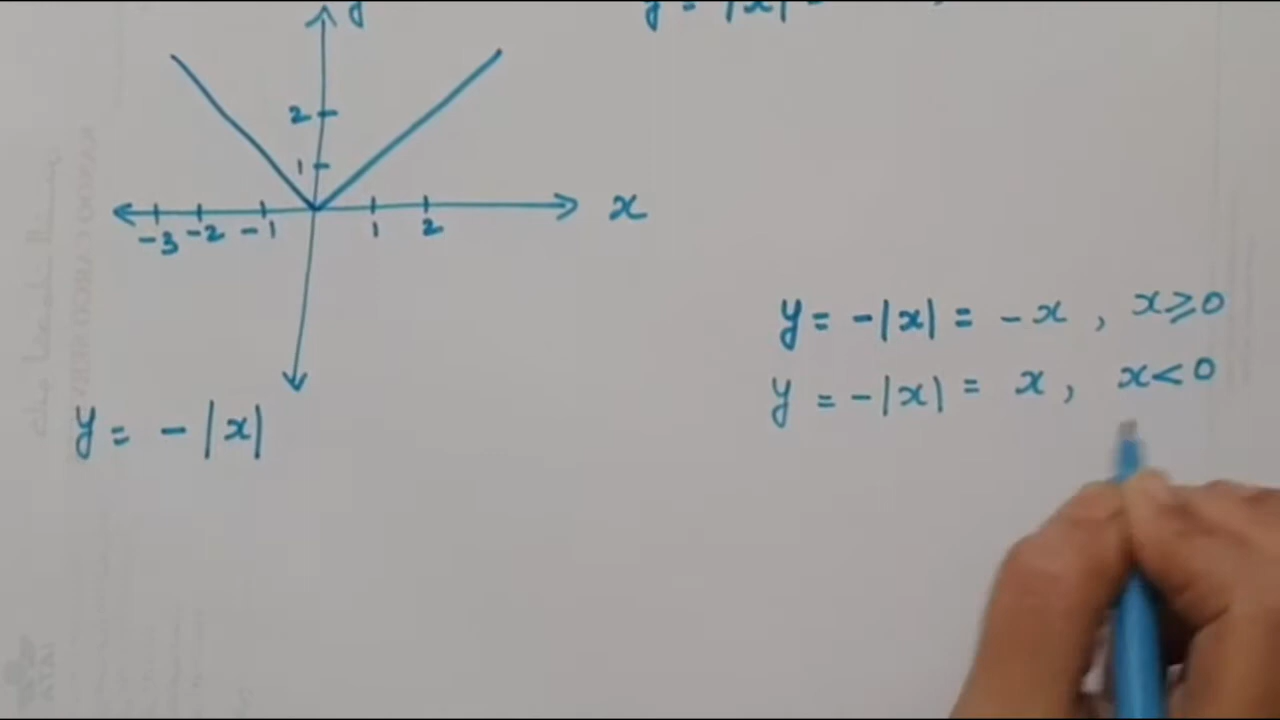 y
y = |x|
2
1
x
-3 -2 -1 1 2
y = -|x| = -x , x≥0
y = -|x| = x , x<0
y = -|x|